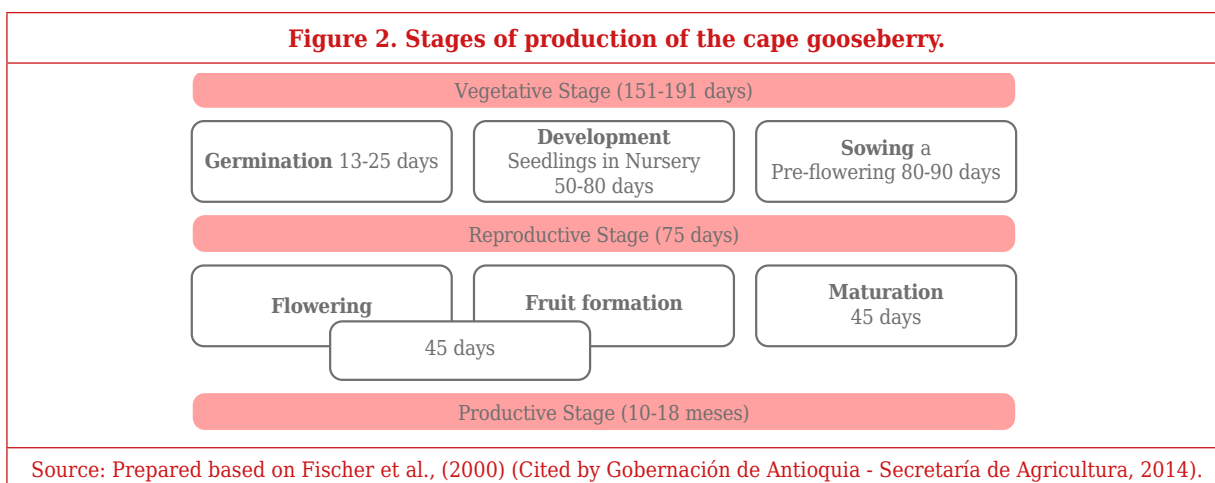 Figure 2. Stages of production of the cape gooseberry.
Vegetative Stage (151-191 days)
Germination 13-25 days
Development
Seedlings in Nursery
50-80 days
Sowing a
Pre-flowering 80-90 days
Reproductive Stage (75 days)
Flowering
Fruit formation
45 days
Maturation
45 days
Productive Stage (10-18 meses)
Source: Prepared based on Fischer et al., (2000) (Cited by Gobernación de Antioquia - Secretaría de Agricultura, 2014).